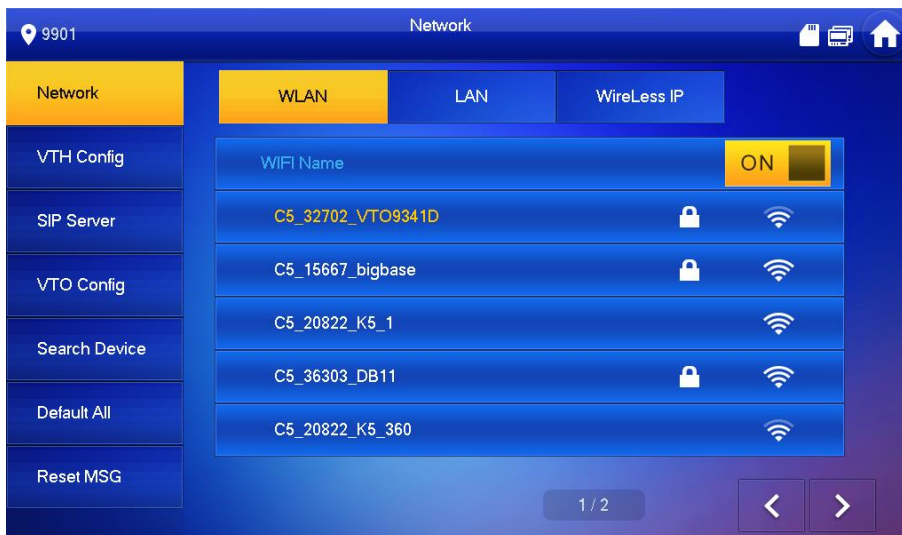 9901
Network
Network
VTH Config
SIP Server
VTO Config
Search Device
Default All
Reset MSG
WLAN
LAN
WireLess IP
WIFI Name
ON
C5_32702_VTO9341D
C5_15667_bigbase
C5_20822_K5_1
C5_36303_DB11
C5_20822_K5_360
1 / 2